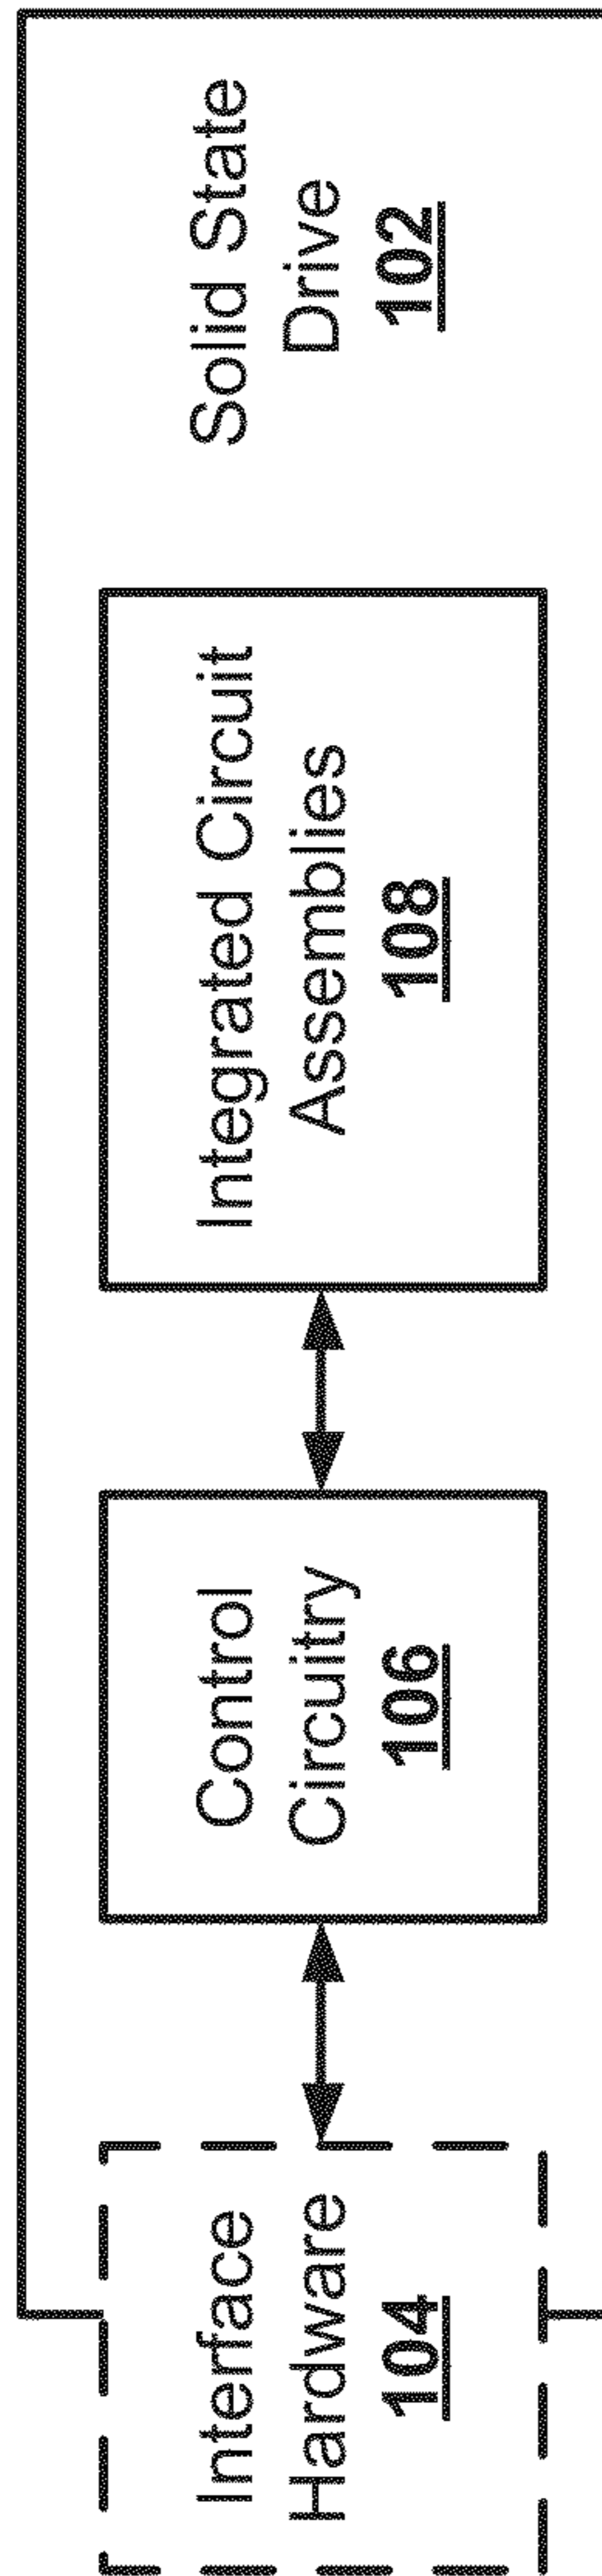 Interface
Hardware
104
Control
Circuitry
106
Integrated Circuit
Assemblies
108
Solid State
Drive
102